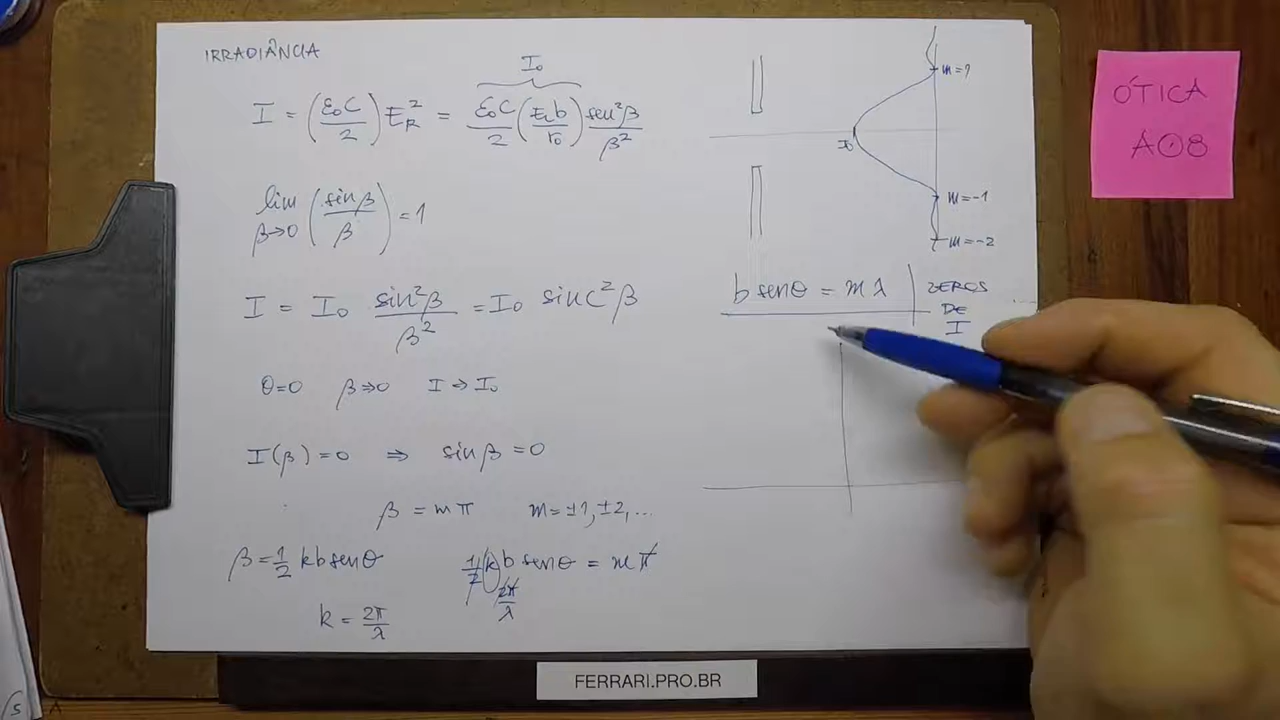 IRRADIÂNCIA
I₀
I = (ε₀c/2) E_R² = ε₀c/2 (E_L b/r₀) sen²β/β²
lim β→0 (sinβ/β) = 1
I = I₀ sin²β/β² = I₀ sinc²β
θ=0 β→0 I→I₀
I(β)=0 ⇒ sinβ=0
β = mπ m=±1,±2,...
β = 1/2 kb senθ
1/2 k b senθ = mπ
2π/λ
k = 2π/λ
m=1
I₀
m=-1
m=-2
b senθ = mλ
ZEROS
DE
I
ÓTICA
A08
FERRARI.PRO.BR
5